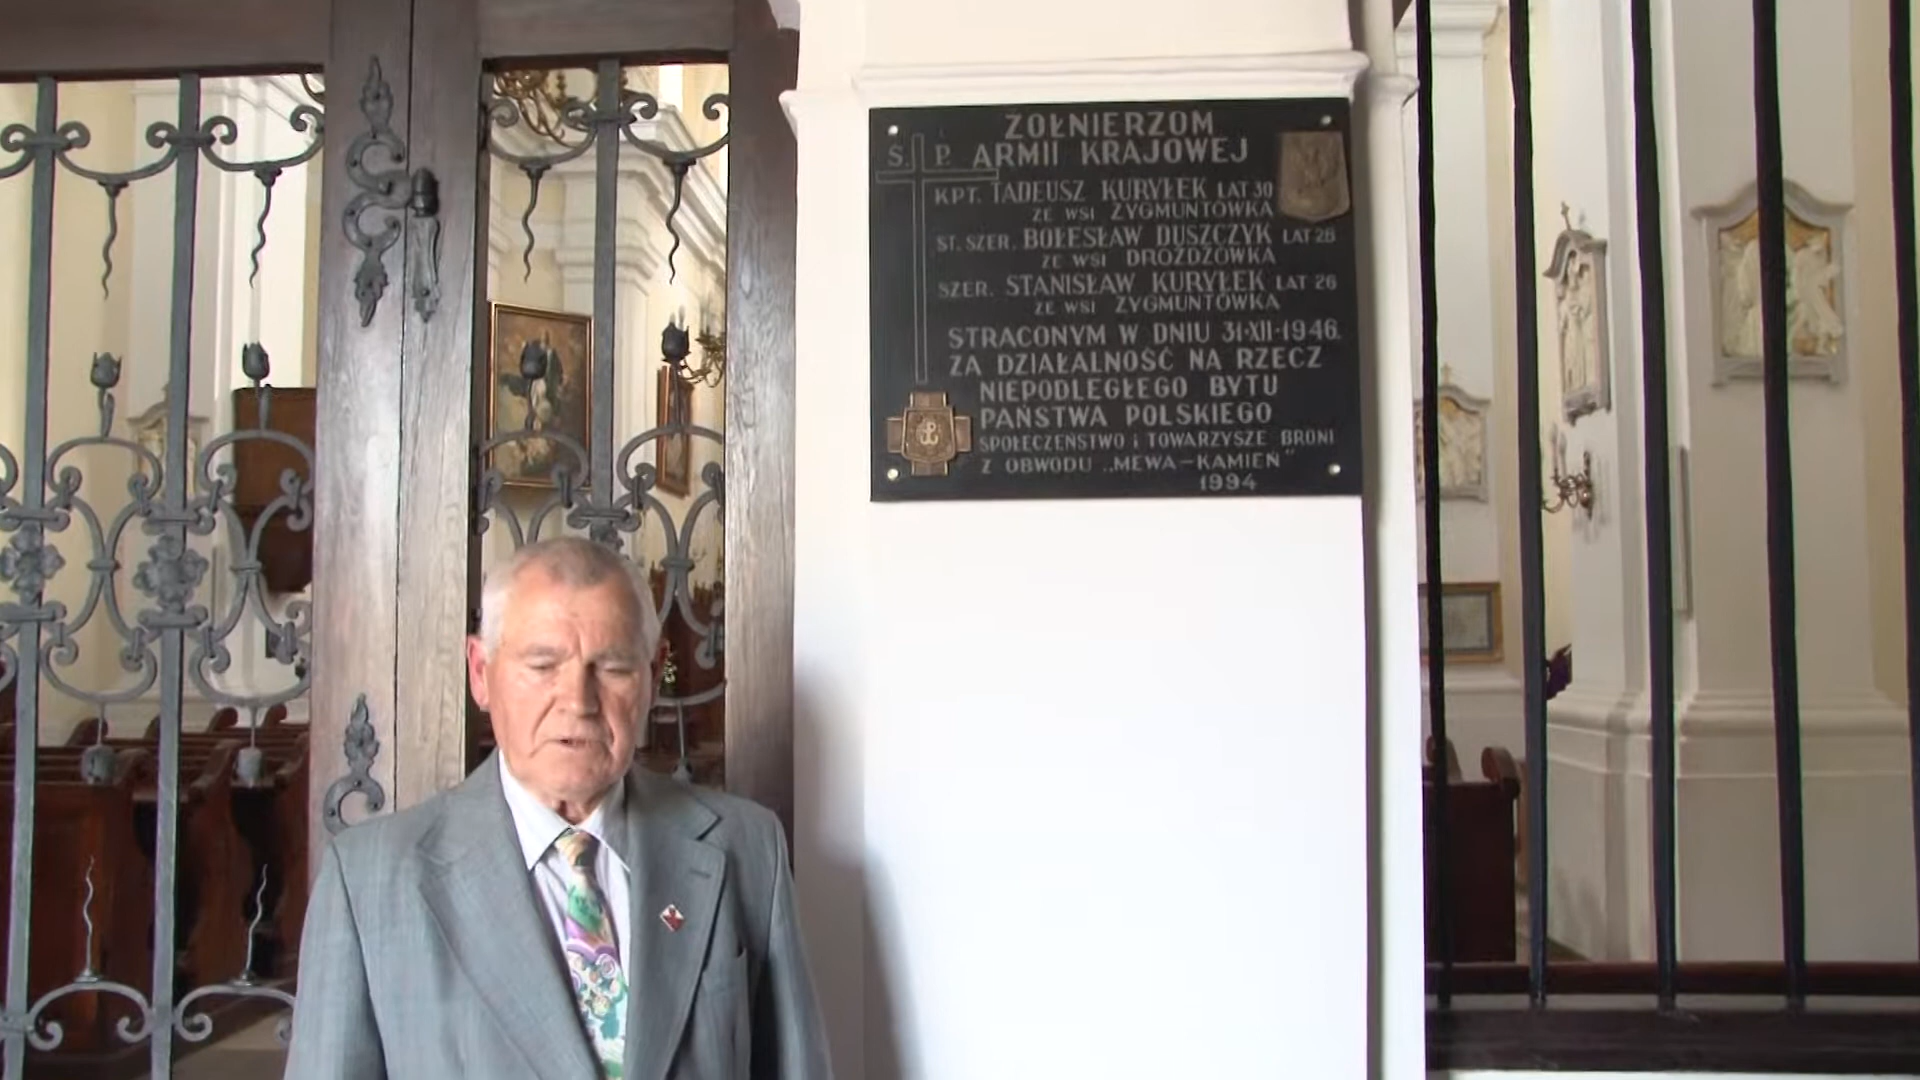 ŻOŁNIERZOM
Ś. P. ARMII KRAJOWEJ
KPT. TADEUSZ KURYŁEK LAT 30
ZE WSI ZYGMUNTÓWKA
ST. SZER. BOLESŁAW DUSZCZYK LAT 28
ZE WSI DROŻDŻÓWKA
SZER. STANISŁAW KURYŁEK LAT 26
ZE WSI ZYGMUNTÓWKA
STRACONYM W DNIU 31·XII·1946.
ZA DZIAŁALNOŚĆ NA RZECZ
NIEPODLEGŁEGO BYTU
PAŃSTWA POLSKIEGO
SPOŁECZEŃSTWO i TOWARZYSZE BRONI
Z OBWODU „MEWA–KAMIEŃ"
1994